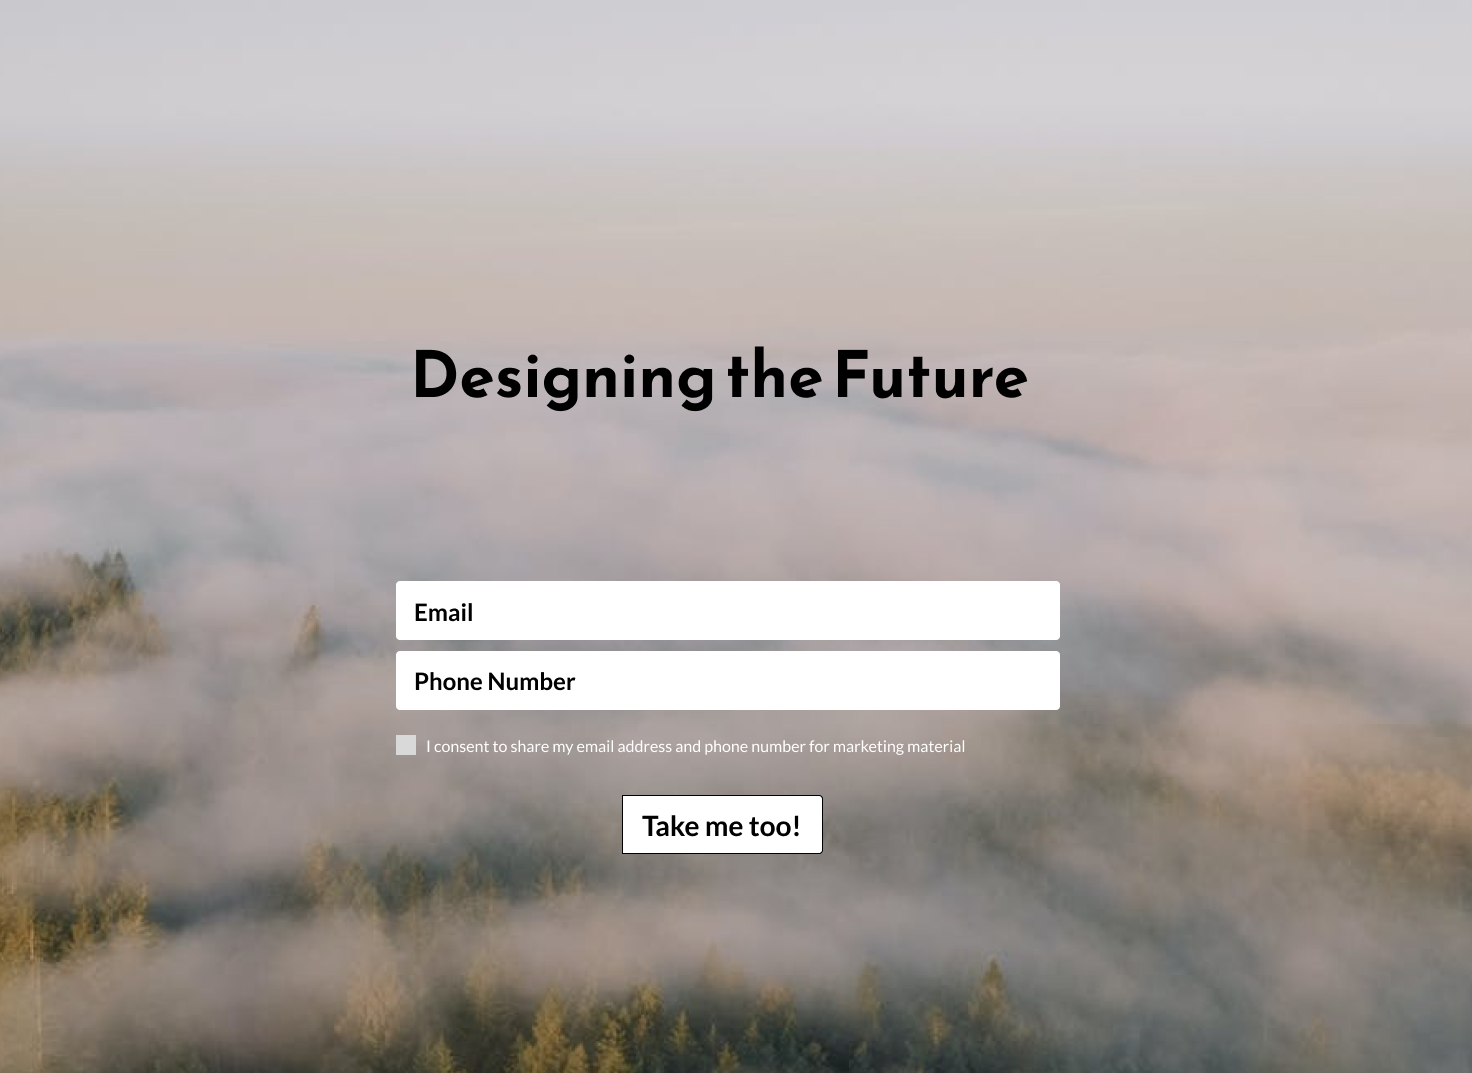 Designing the Future
Email
Phone Number
I consent to share my email address and phone number for marketing material
Take me too!